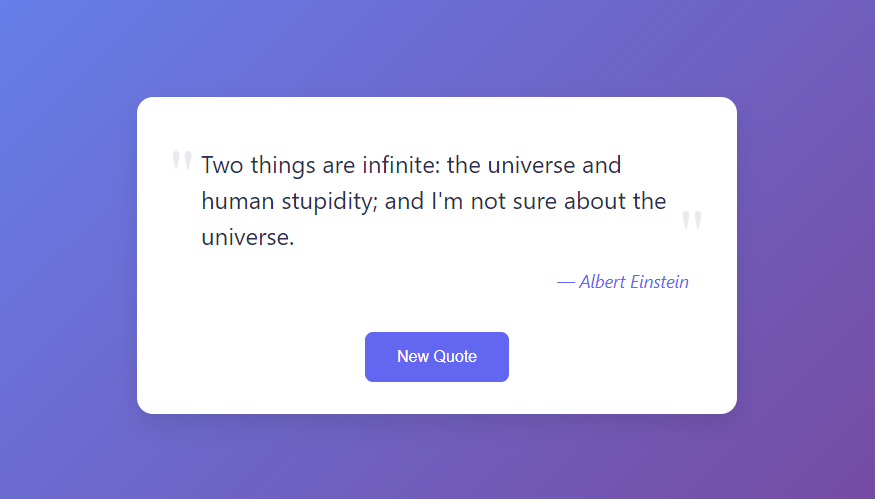 " Two things are infinite: the universe and
human stupidity; and I'm not sure about the "
universe.
— Albert Einstein
New Quote